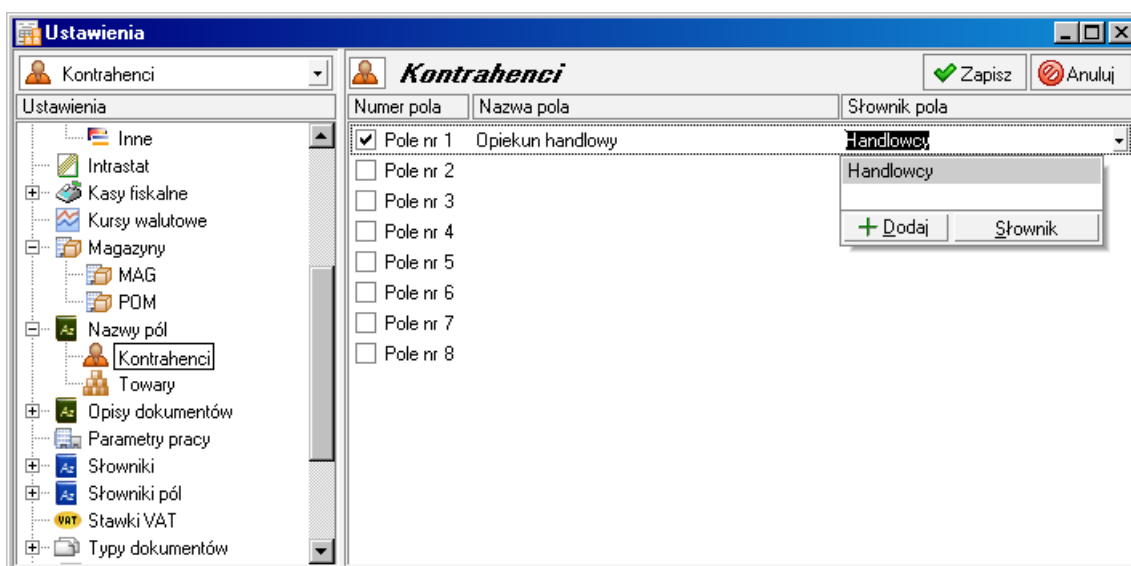 Ustawienia
Kontrahenci
Ustawienia
Inne
Intrastat
Kasy fiskalne
Kursy walutowe
Magazyny
MAG
POM
Nazwy pól
Kontrahenci
Towary
Opisy dokumentów
Parametry pracy
Słowniki
Słowniki pól
VAT Stawki VAT
Typy dokumentów
Kontrahenci
Zapisz Anuluj
Numer pola Nazwa pola Słownik pola
Pole nr 1 Opiekun handlowy Handlowcy
Pole nr 2
Pole nr 3
Pole nr 4
Pole nr 5
Pole nr 6
Pole nr 7
Pole nr 8
Handlowcy
Dodaj Słownik